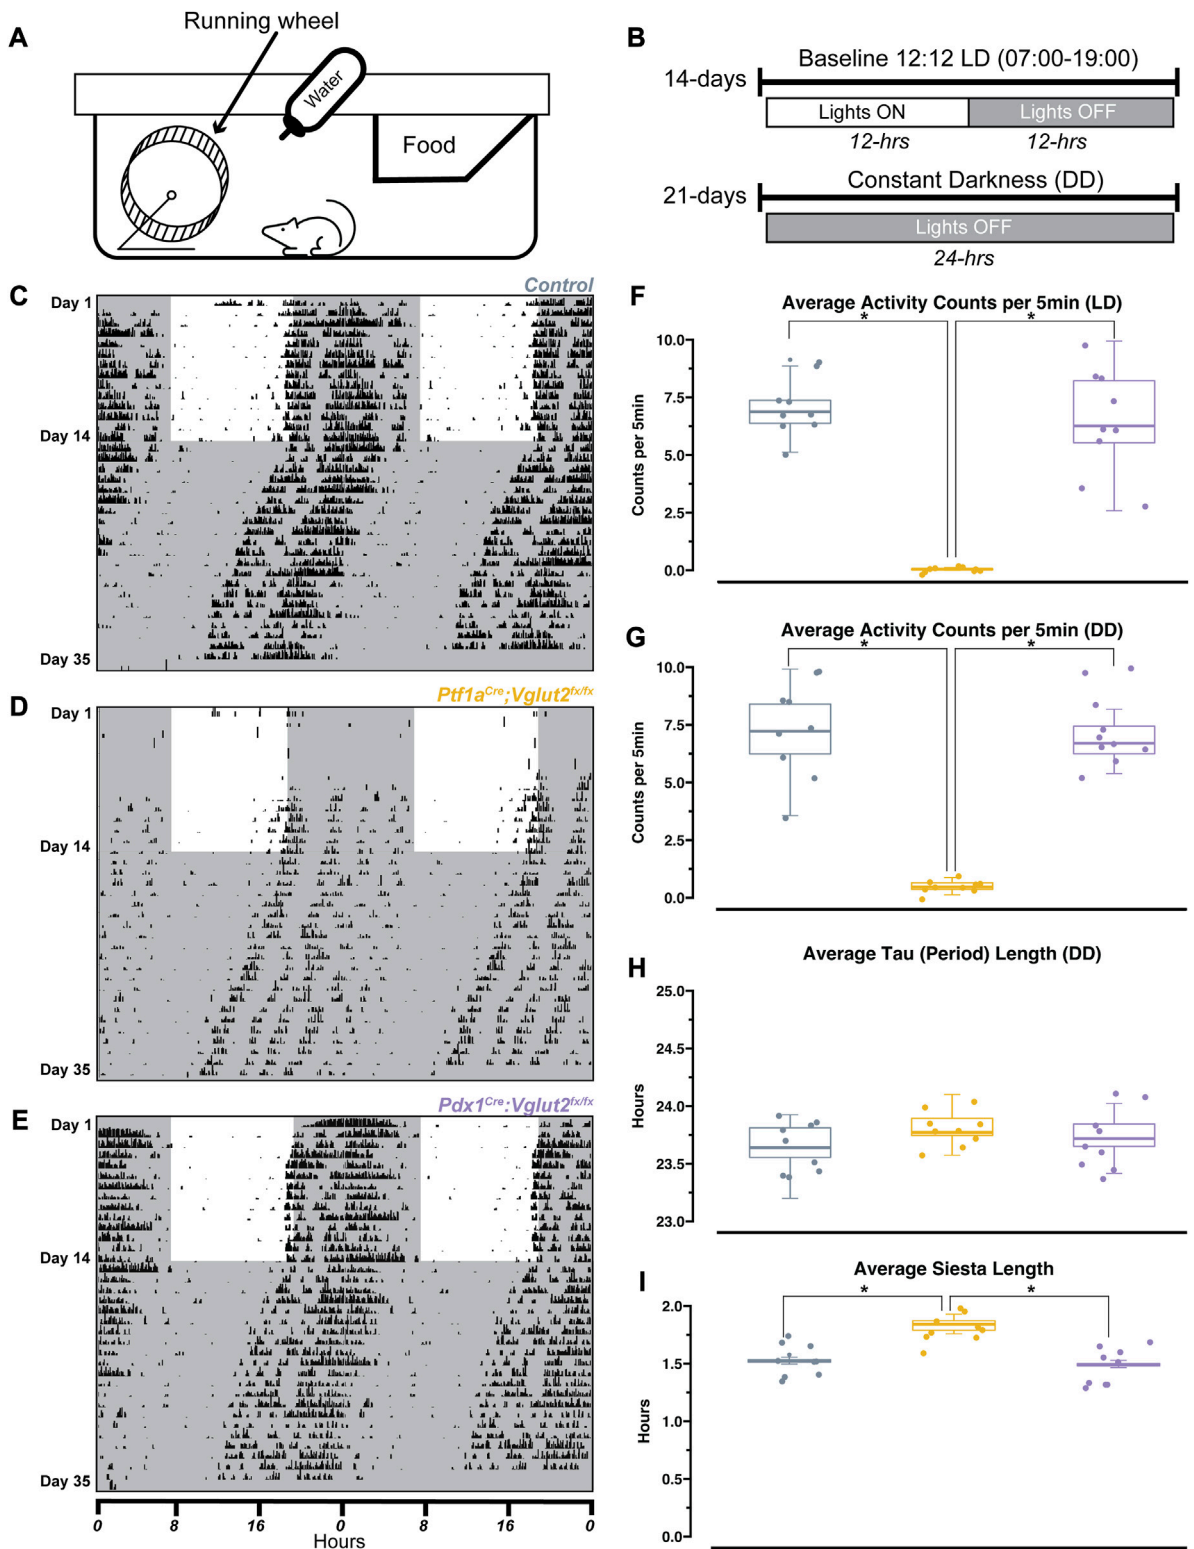 A
Running wheel
Water
Food
B
Baseline 12:12 LD (07:00-19:00)
14-days
Lights ON
Lights OFF
12-hrs
12-hrs
Constant Darkness (DD)
21-days
Lights OFF
24-hrs
C
Control
Day 1
Day 14
Day 35
D
Ptf1aCre;Vglut2fx/fx
Day 1
Day 14
Day 35
E
Pdx1Cre;Vglut2fx/fx
Day 1
Day 14
Day 35
0
8
16
0
8
16
0
Hours
F
Average Activity Counts per 5min (LD)
*
*
10.0
7.5
5.0
2.5
0.0
Counts per 5min
G
Average Activity Counts per 5min (DD)
*
*
10.0
7.5
5.0
2.5
0.0
Counts per 5min
H
Average Tau (Period) Length (DD)
25.0
24.5
24.0
23.5
23.0
Hours
I
Average Siesta Length
*
*
2.0
1.5
1.0
0.5
0.0
Hours